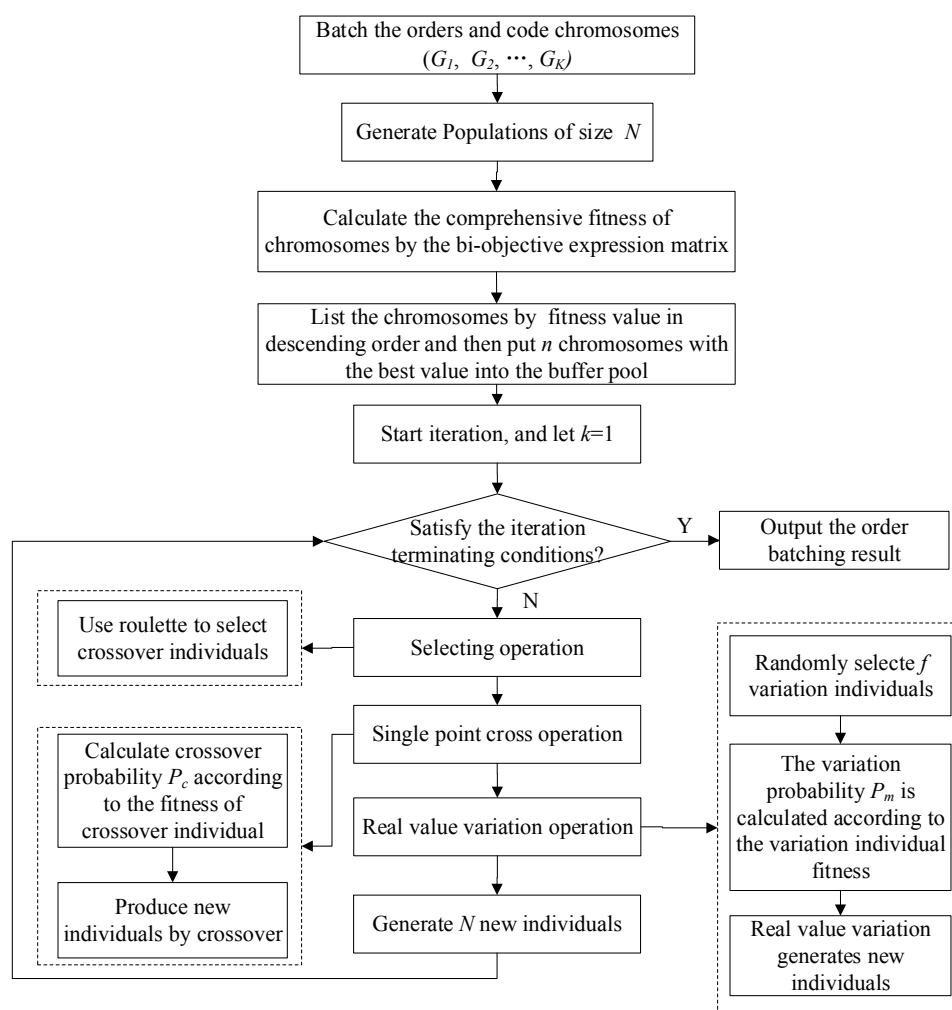 Batch the orders and code chromosomes
(G1, G2, ···, GK)
Generate Populations of size N
Calculate the comprehensive fitness of
chromosomes by the bi-objective expression matrix
List the chromosomes by fitness value in
descending order and then put n chromosomes with
the best value into the buffer pool
Start iteration, and let k=1
Satisfy the iteration
terminating conditions?
Y
Output the order
batching result
N
Use roulette to select
crossover individuals
Selecting operation
Single point cross operation
Calculate crossover
probability Pc according
to the fitness of
crossover individual
Produce new
individuals by crossover
Real value variation operation
Generate N new individuals
Randomly selecte f
variation individuals
The variation
probability Pm is
calculated according to
the variation individual
fitness
Real value variation
generates new
individuals